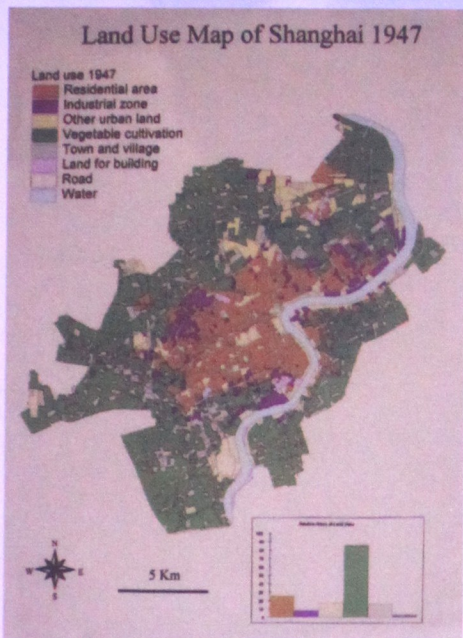 Land Use Map of Shanghai 1947
Land use 1947
Residential area
Industrial zone
Other urban land
Vegetable cultivation
Town and village
Land for building
Road
Water
N
W E
S
5 Km